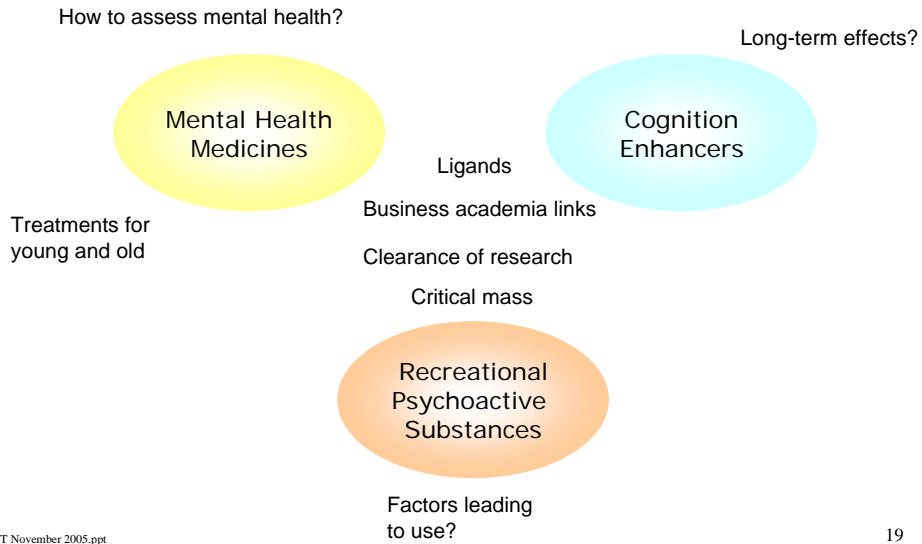 How to assess mental health?
Long-term effects?
Mental Health
Medicines
Cognition
Enhancers
Ligands
Business academia links
Treatments for
young and old
Clearance of research
Critical mass
Recreational
Psychoactive
Substances
Factors leading
to use?
T November 2005.ppt
19